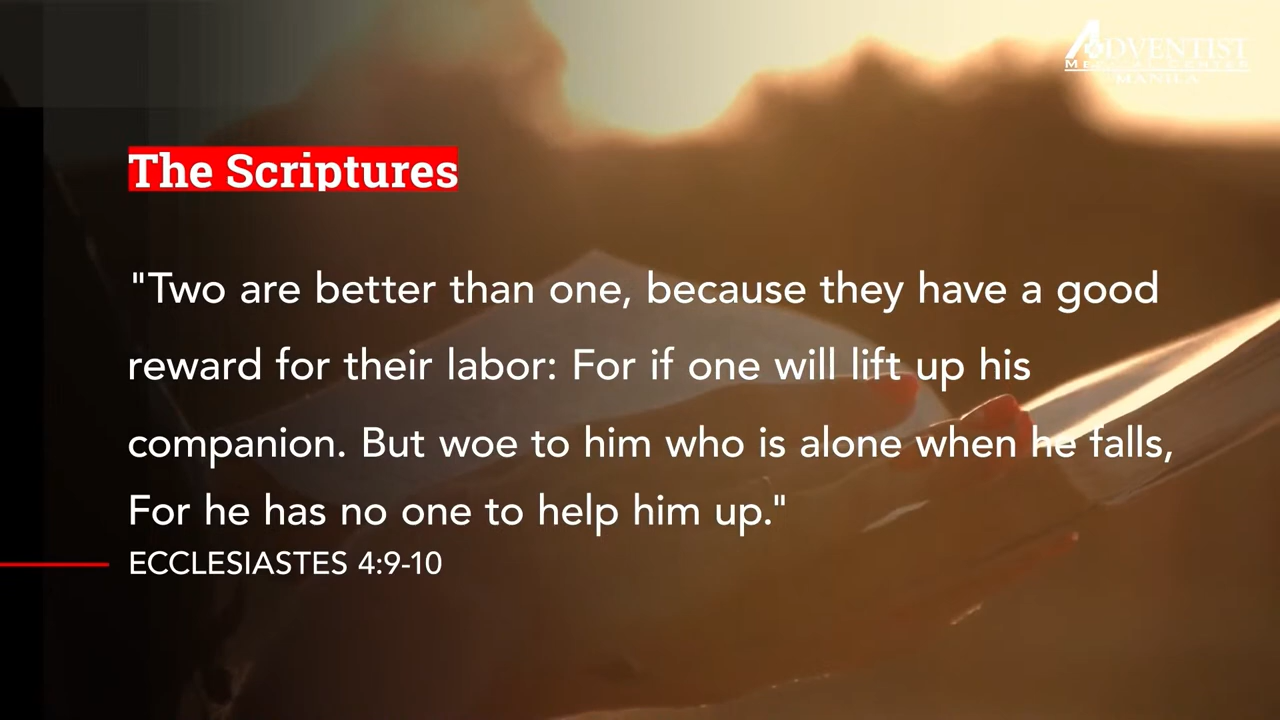 ADVENTIST
MEDICAL CENTER
MANILA
The Scriptures
"Two are better than one, because they have a good
reward for their labor: For if one will lift up his
companion. But woe to him who is alone when he falls,
For he has no one to help him up."
ECCLESIASTES 4:9-10